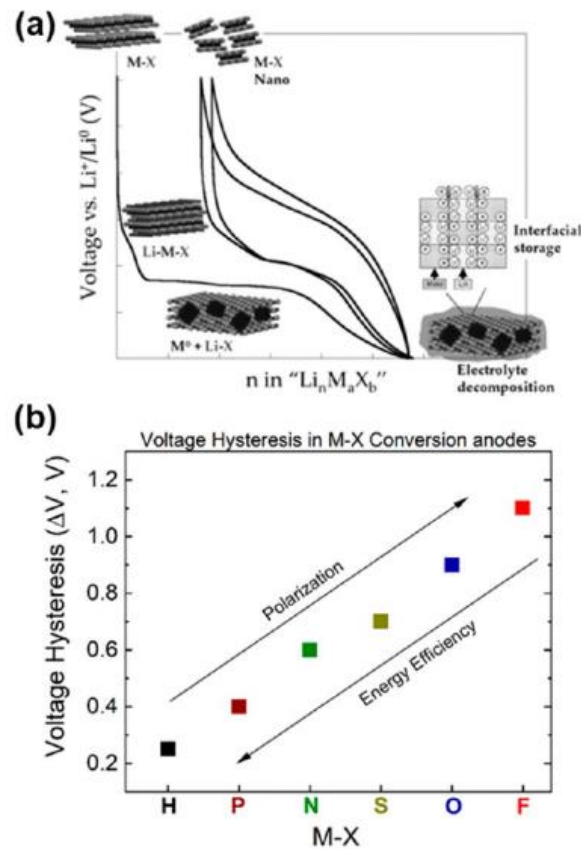 (a)
M-X
M-X
Nano
Voltage vs. Li⁺/Li⁰ (V)
Li-M-X
M⁰ + Li-X
Interfacial
storage
Electrolyte
decomposition
n in “LiₙMₐX_b”
(b)
Voltage Hysteresis in M-X Conversion anodes
Voltage Hysteresis (ΔV, V)
1.2
1.0
0.8
0.6
0.4
0.2
Polarization
Energy Efficiency
H P N S O F
M-X